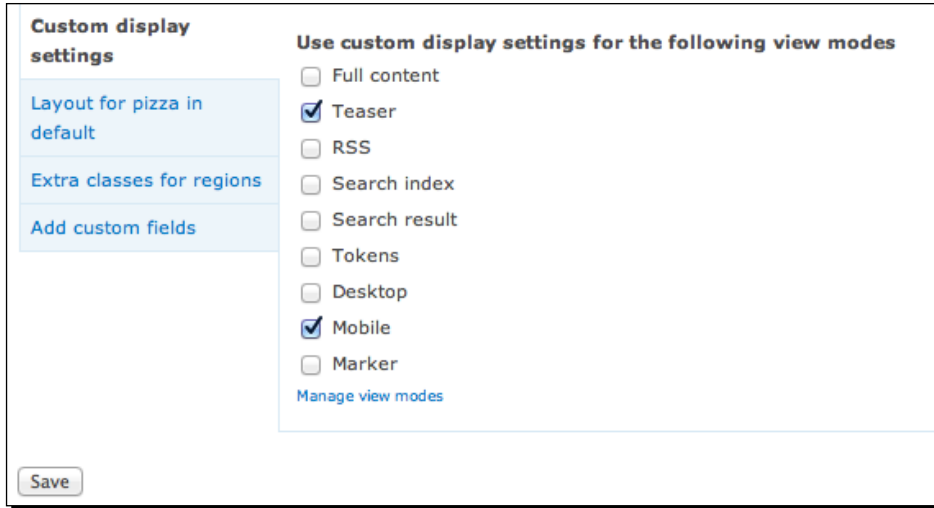 Custom display
settings
Layout for pizza in
default
Extra classes for regions
Add custom fields
Use custom display settings for the following view modes
Full content
Teaser
RSS
Search index
Search result
Tokens
Desktop
Mobile
Marker
Manage view modes
Save